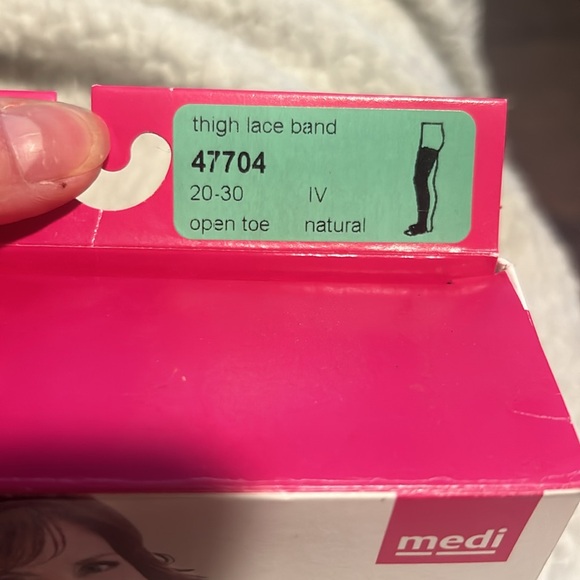 thigh lace band
47704
20-30 IV
open toe natural
medi